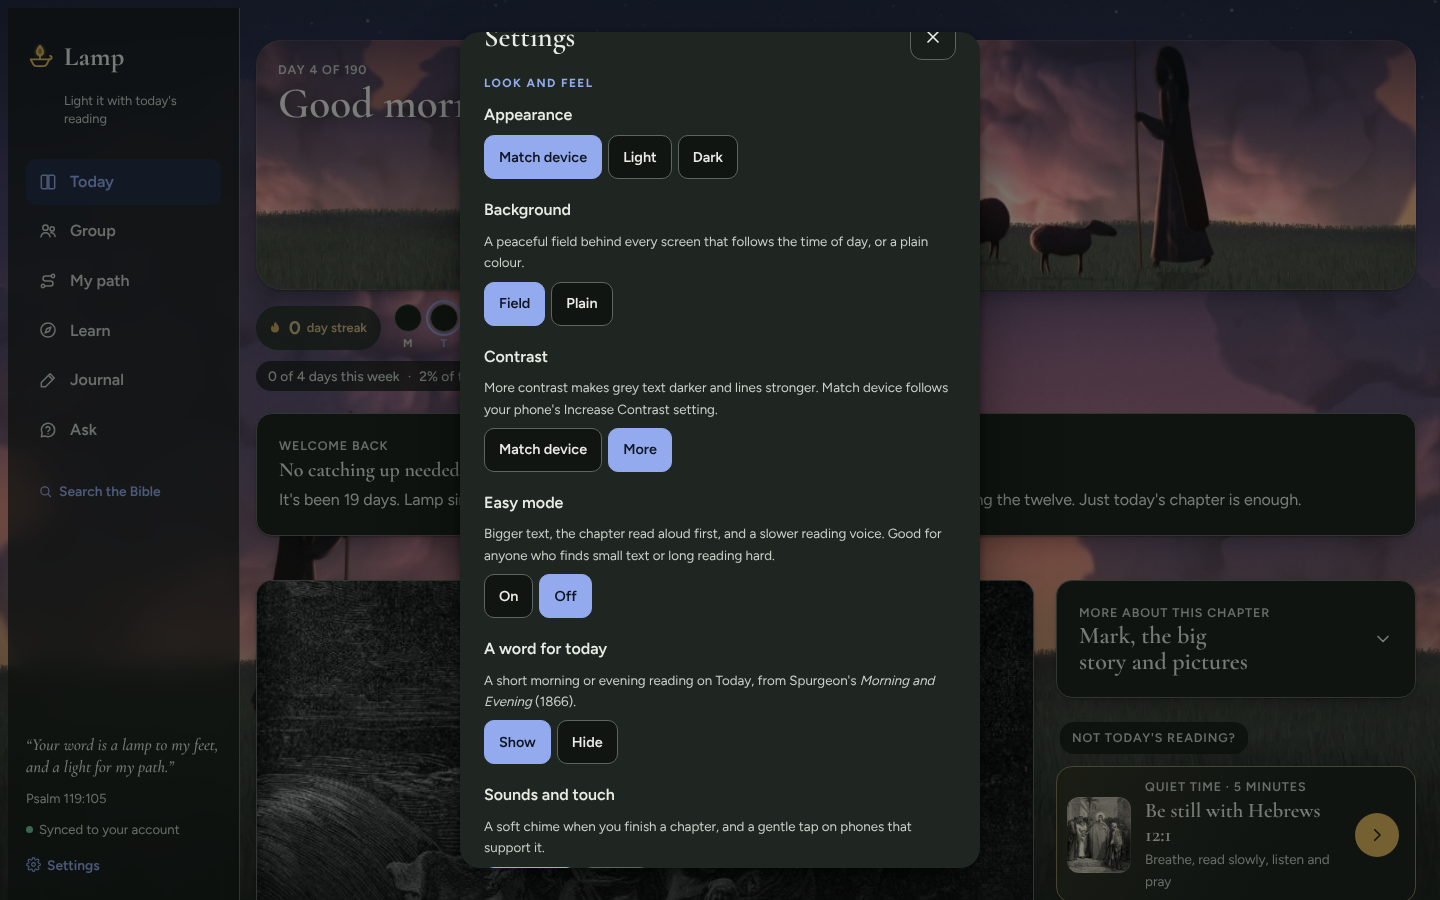 Lamp
Light it with today's
reading
Today
Group
My path
Learn
Journal
Ask
Search the Bible
“Your word is a lamp to my feet,
and a light for my path.”
Psalm 119:105
Synced to your account
Settings
DAY 4 OF 190
Good mor
0 day streak
M
T
0 of 4 days this week · 2% of
WELCOME BACK
No catching up needed
It's been 19 days. Lamp
the twelve. Just today's chapter is enough.
Settings
LOOK AND FEEL
Appearance
Match device
Light
Dark
Background
A peaceful field behind every screen that follows the time of day, or a plain
colour.
Field
Plain
Contrast
More contrast makes grey text darker and lines stronger. Match device follows
your phone's Increase Contrast setting.
Match device
More
Easy mode
Bigger text, the chapter read aloud first, and a slower reading voice. Good for
anyone who finds small text or long reading hard.
On
Off
A word for today
A short morning or evening reading on Today, from Spurgeon's Morning and
Evening (1866).
Show
Hide
Sounds and touch
A soft chime when you finish a chapter, and a gentle tap on phones that
support it.
MORE ABOUT THIS CHAPTER
Mark, the big
story and pictures
NOT TODAY'S READING?
QUIET TIME · 5 MINUTES
Be still with Hebrews
12:1
Breathe, read slowly, listen and
pray